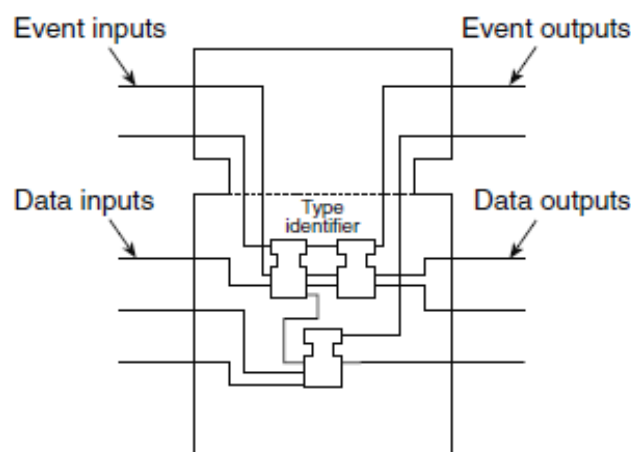 Event inputs
Event outputs
Data inputs
Type
identifier
Data outputs